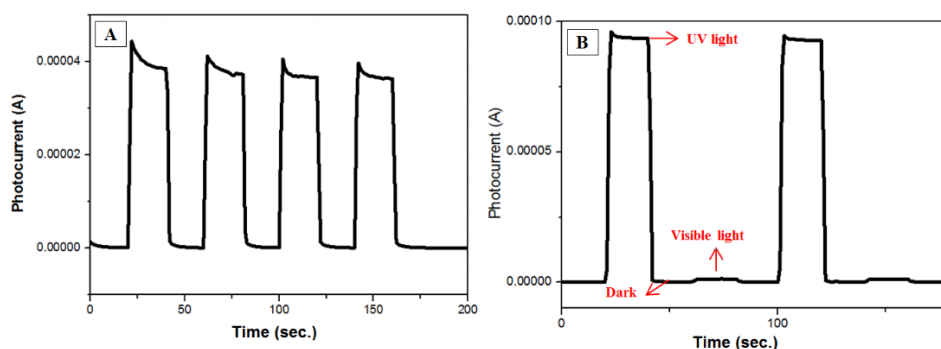 A
Photocurrent (A)
0.00004
0.00002
0.00000
0 50 100 150 200
Time (sec.)
B
Photocurrent (A)
0.00010
0.00005
0.00000
UV light
Visible light
Dark
0 100
Time (sec.)